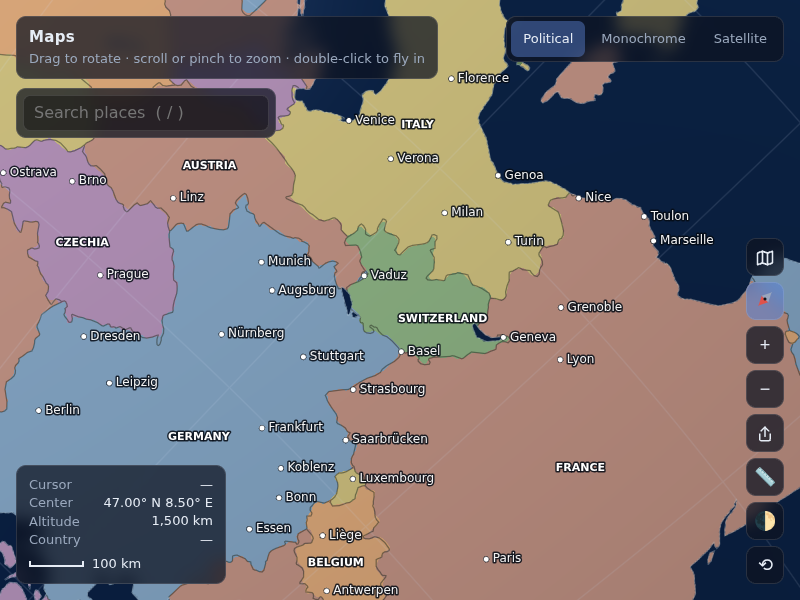 Maps
Drag to rotate · scroll or pinch to zoom · double-click to fly in
Political
Monochrome
Satellite
Search places ( / )
Florence
Venice
ITALY
Verona
AUSTRIA
Genoa
Ostrava
Brno
Linz
Nice
Milan
Toulon
CZECHIA
Turin
Marseille
Munich
Prague
Vaduz
Augsburg
Grenoble
SWITZERLAND
Dresden
Nürnberg
Geneva
Basel
Stuttgart
Lyon
Leipzig
Strasbourg
Berlin
Frankfurt
GERMANY
Saarbrücken
Koblenz
FRANCE
Luxembourg
Bonn
Essen
Liège
BELGIUM
Paris
Antwerpen
Cursor —
Center 47.00° N 8.50° E
Altitude 1,500 km
Country —
100 km
+
−
⟲